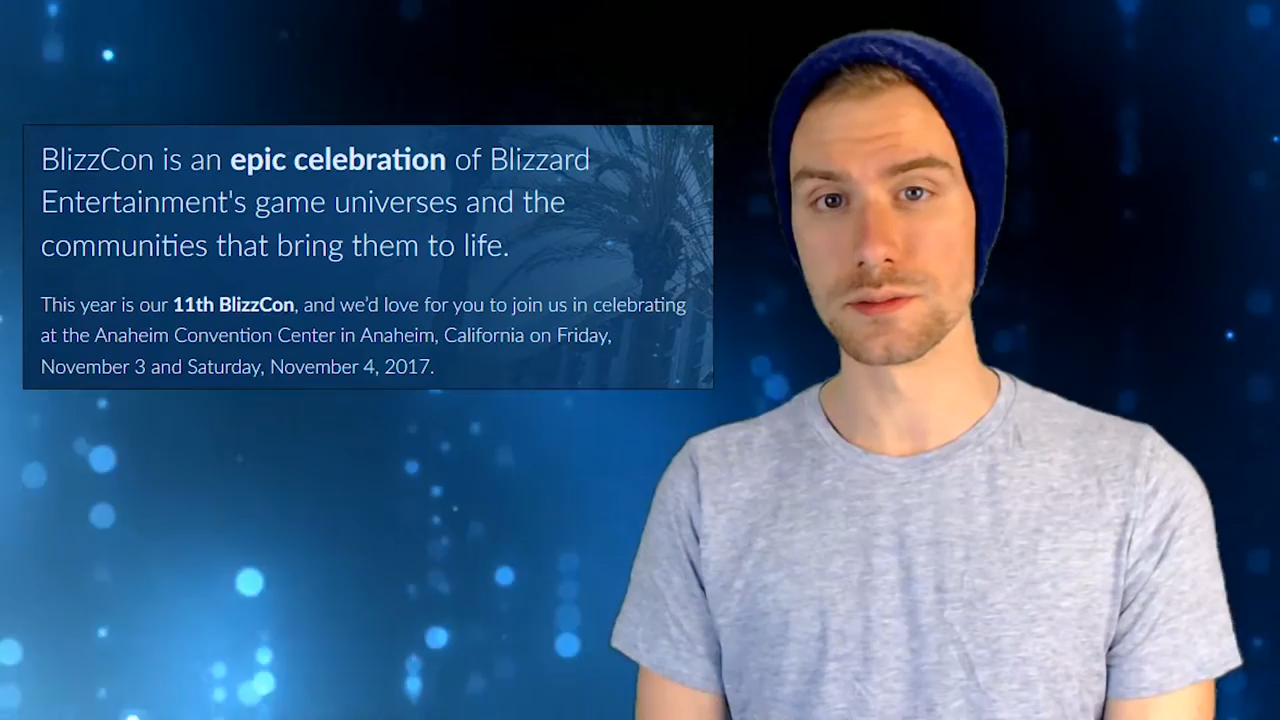 BlizzCon is an epic celebration of Blizzard
Entertainment's game universes and the
communities that bring them to life.
This year is our 11th BlizzCon, and we'd love for you to join us in celebrating
at the Anaheim Convention Center in Anaheim, California on Friday,
November 3 and Saturday, November 4, 2017.